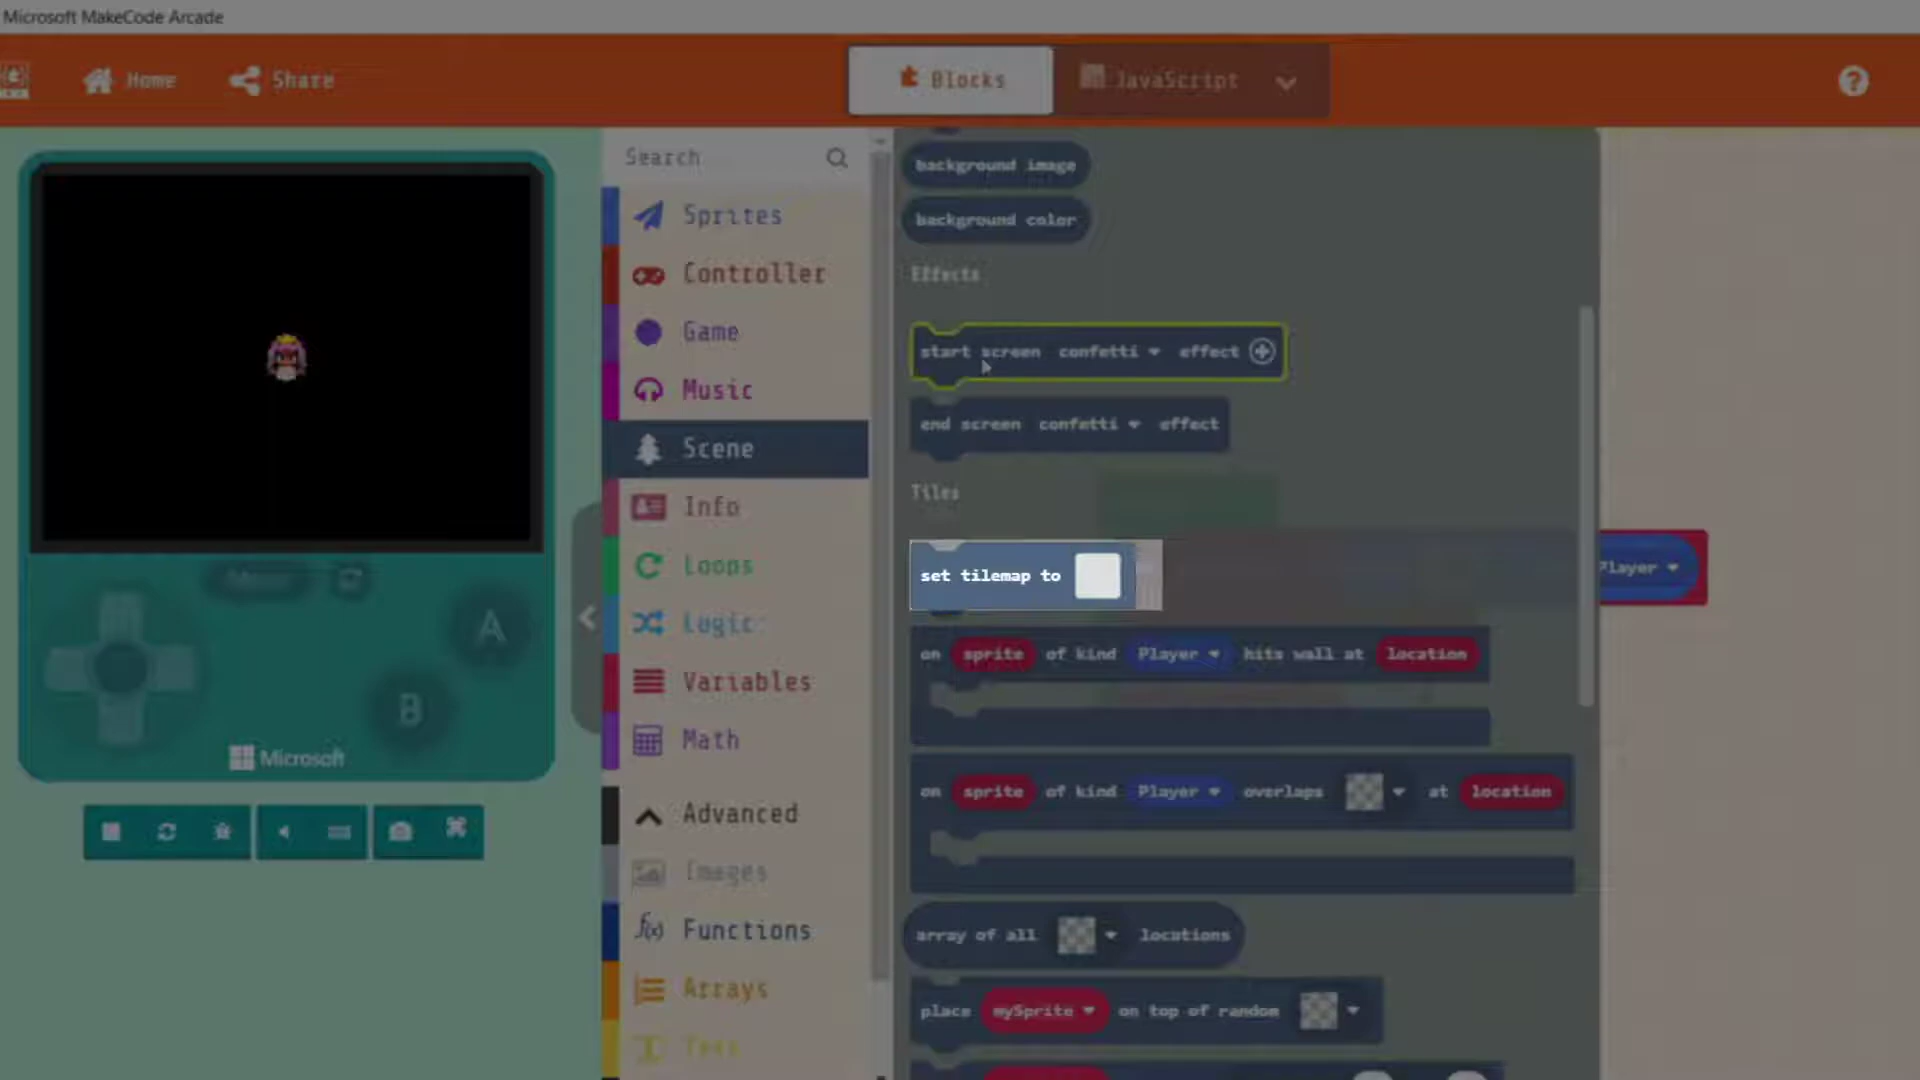 Microsoft MakeCode Arcade
Home
Share
Blocks
JavaScript
Search
Sprites
Controller
Game
Music
Scene
Info
Loops
Logic
Variables
Math
Advanced
Images
Functions
Arrays
Text
background image
background color
Effects
start screen confetti effect
end screen confetti effect
Tiles
set tilemap to
on sprite of kind Player hits wall at location
on sprite of kind Player overlaps at location
array of all locations
place mySprite on top of random
Player
A
B
Microsoft